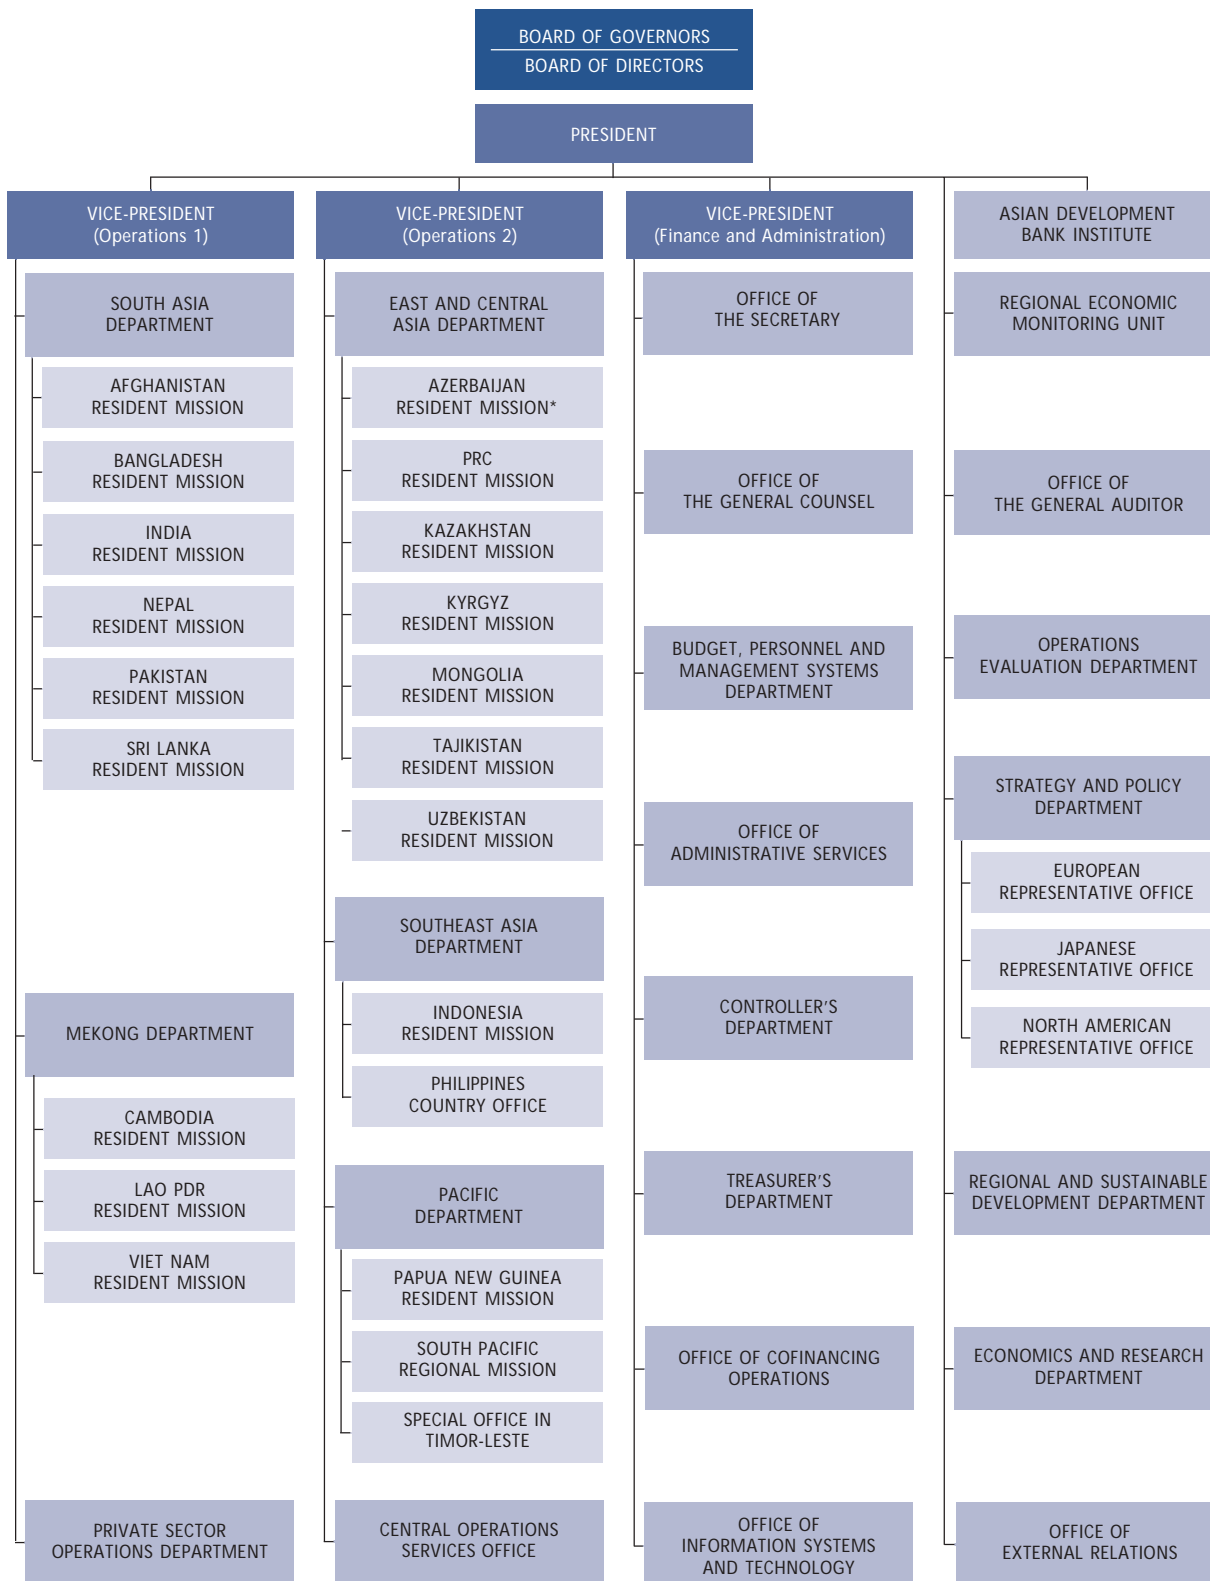 BOARD OF GOVERNORS
BOARD OF DIRECTORS
PRESIDENT
VICE-PRESIDENT
(Operations 1)
SOUTH ASIA
DEPARTMENT
AFGHANISTAN
RESIDENT MISSION
BANGLADESH
RESIDENT MISSION
INDIA
RESIDENT MISSION
NEPAL
RESIDENT MISSION
PAKISTAN
RESIDENT MISSION
SRI LANKA
RESIDENT MISSION
MEKONG DEPARTMENT
CAMBODIA
RESIDENT MISSION
LAO PDR
RESIDENT MISSION
VIET NAM
RESIDENT MISSION
PRIVATE SECTOR
OPERATIONS DEPARTMENT
VICE-PRESIDENT
(Operations 2)
EAST AND CENTRAL
ASIA DEPARTMENT
AZERBAIJAN
RESIDENT MISSION*
PRC
RESIDENT MISSION
KAZAKHSTAN
RESIDENT MISSION
KYRGYZ
RESIDENT MISSION
MONGOLIA
RESIDENT MISSION
TAJIKISTAN
RESIDENT MISSION
UZBEKISTAN
RESIDENT MISSION
SOUTHEAST ASIA
DEPARTMENT
INDONESIA
RESIDENT MISSION
PHILIPPINES
COUNTRY OFFICE
PACIFIC
DEPARTMENT
PAPUA NEW GUINEA
RESIDENT MISSION
SOUTH PACIFIC
REGIONAL MISSION
SPECIAL OFFICE IN
TIMOR-LESTE
CENTRAL OPERATIONS
SERVICES OFFICE
VICE-PRESIDENT
(Finance and Administration)
OFFICE OF
THE SECRETARY
OFFICE OF
THE GENERAL COUNSEL
BUDGET, PERSONNEL AND
MANAGEMENT SYSTEMS
DEPARTMENT
OFFICE OF
ADMINISTRATIVE SERVICES
CONTROLLER'S
DEPARTMENT
TREASURER'S
DEPARTMENT
OFFICE OF COFINANCING
OPERATIONS
OFFICE OF
INFORMATION SYSTEMS
AND TECHNOLOGY
ASIAN DEVELOPMENT
BANK INSTITUTE
REGIONAL ECONOMIC
MONITORING UNIT
OFFICE OF
THE GENERAL AUDITOR
OPERATIONS
EVALUATION DEPARTMENT
STRATEGY AND POLICY
DEPARTMENT
EUROPEAN
REPRESENTATIVE OFFICE
JAPANESE
REPRESENTATIVE OFFICE
NORTH AMERICAN
REPRESENTATIVE OFFICE
REGIONAL AND SUSTAINABLE
DEVELOPMENT DEPARTMENT
ECONOMICS AND RESEARCH
DEPARTMENT
OFFICE OF
EXTERNAL RELATIONS